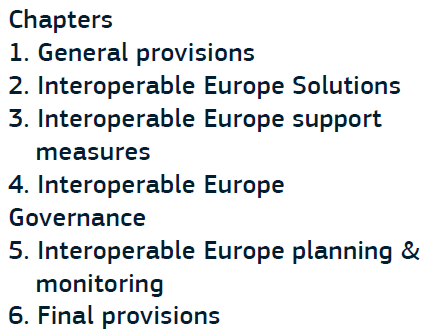 Chapters
1. General provisions
2. Interoperable Europe Solutions
3. Interoperable Europe support
measures
4. Interoperable Europe
Governance
5. Interoperable Europe planning &
monitoring
6. Final provisions